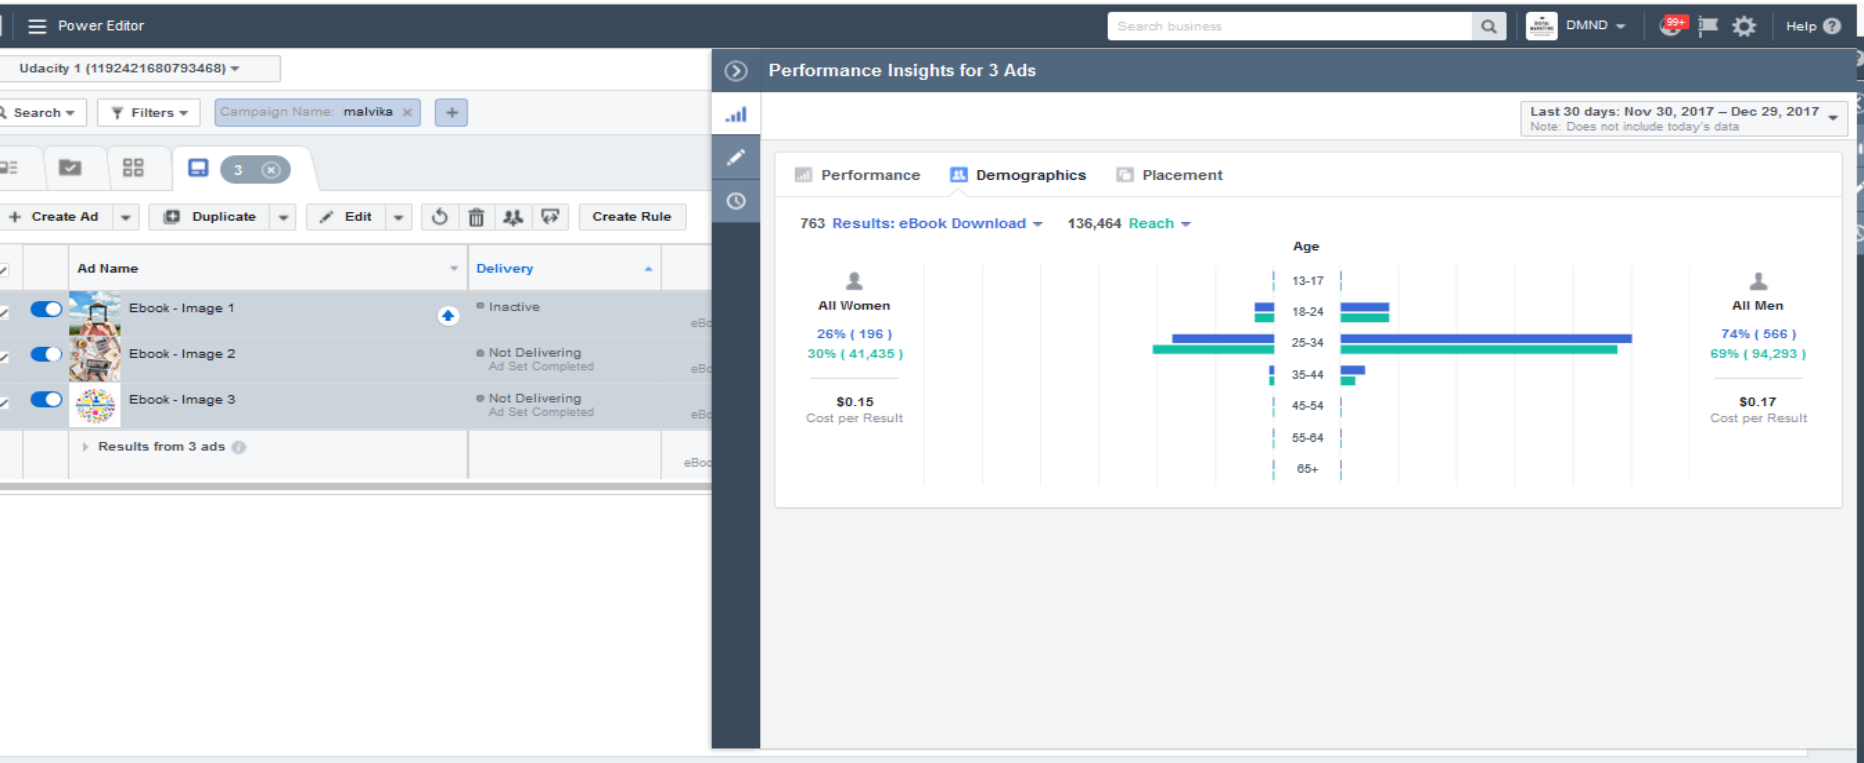 Power Editor
Search business
DMND
99+
Help
Udacity 1 (1192421680793468)
Performance Insights for 3 Ads
Search
Filters
Campaign Name: malvika
Last 30 days: Nov 30, 2017 – Dec 29, 2017
Note: Does not include today's data
3
Performance
Demographics
Placement
+ Create Ad
Duplicate
Edit
Create Rule
763 Results: eBook Download
136,464 Reach
Ad Name
Delivery
Ebook - Image 1
Inactive
eBo
Ebook - Image 2
Not Delivering
Ad Set Completed
eBo
Ebook - Image 3
Not Delivering
Ad Set Completed
eBo
Results from 3 ads
eBoo
Age
13-17
18-24
25-34
35-44
45-54
55-64
65+
All Women
26% ( 196 )
30% ( 41,435 )
$0.15
Cost per Result
All Men
74% ( 566 )
69% ( 94,293 )
$0.17
Cost per Result